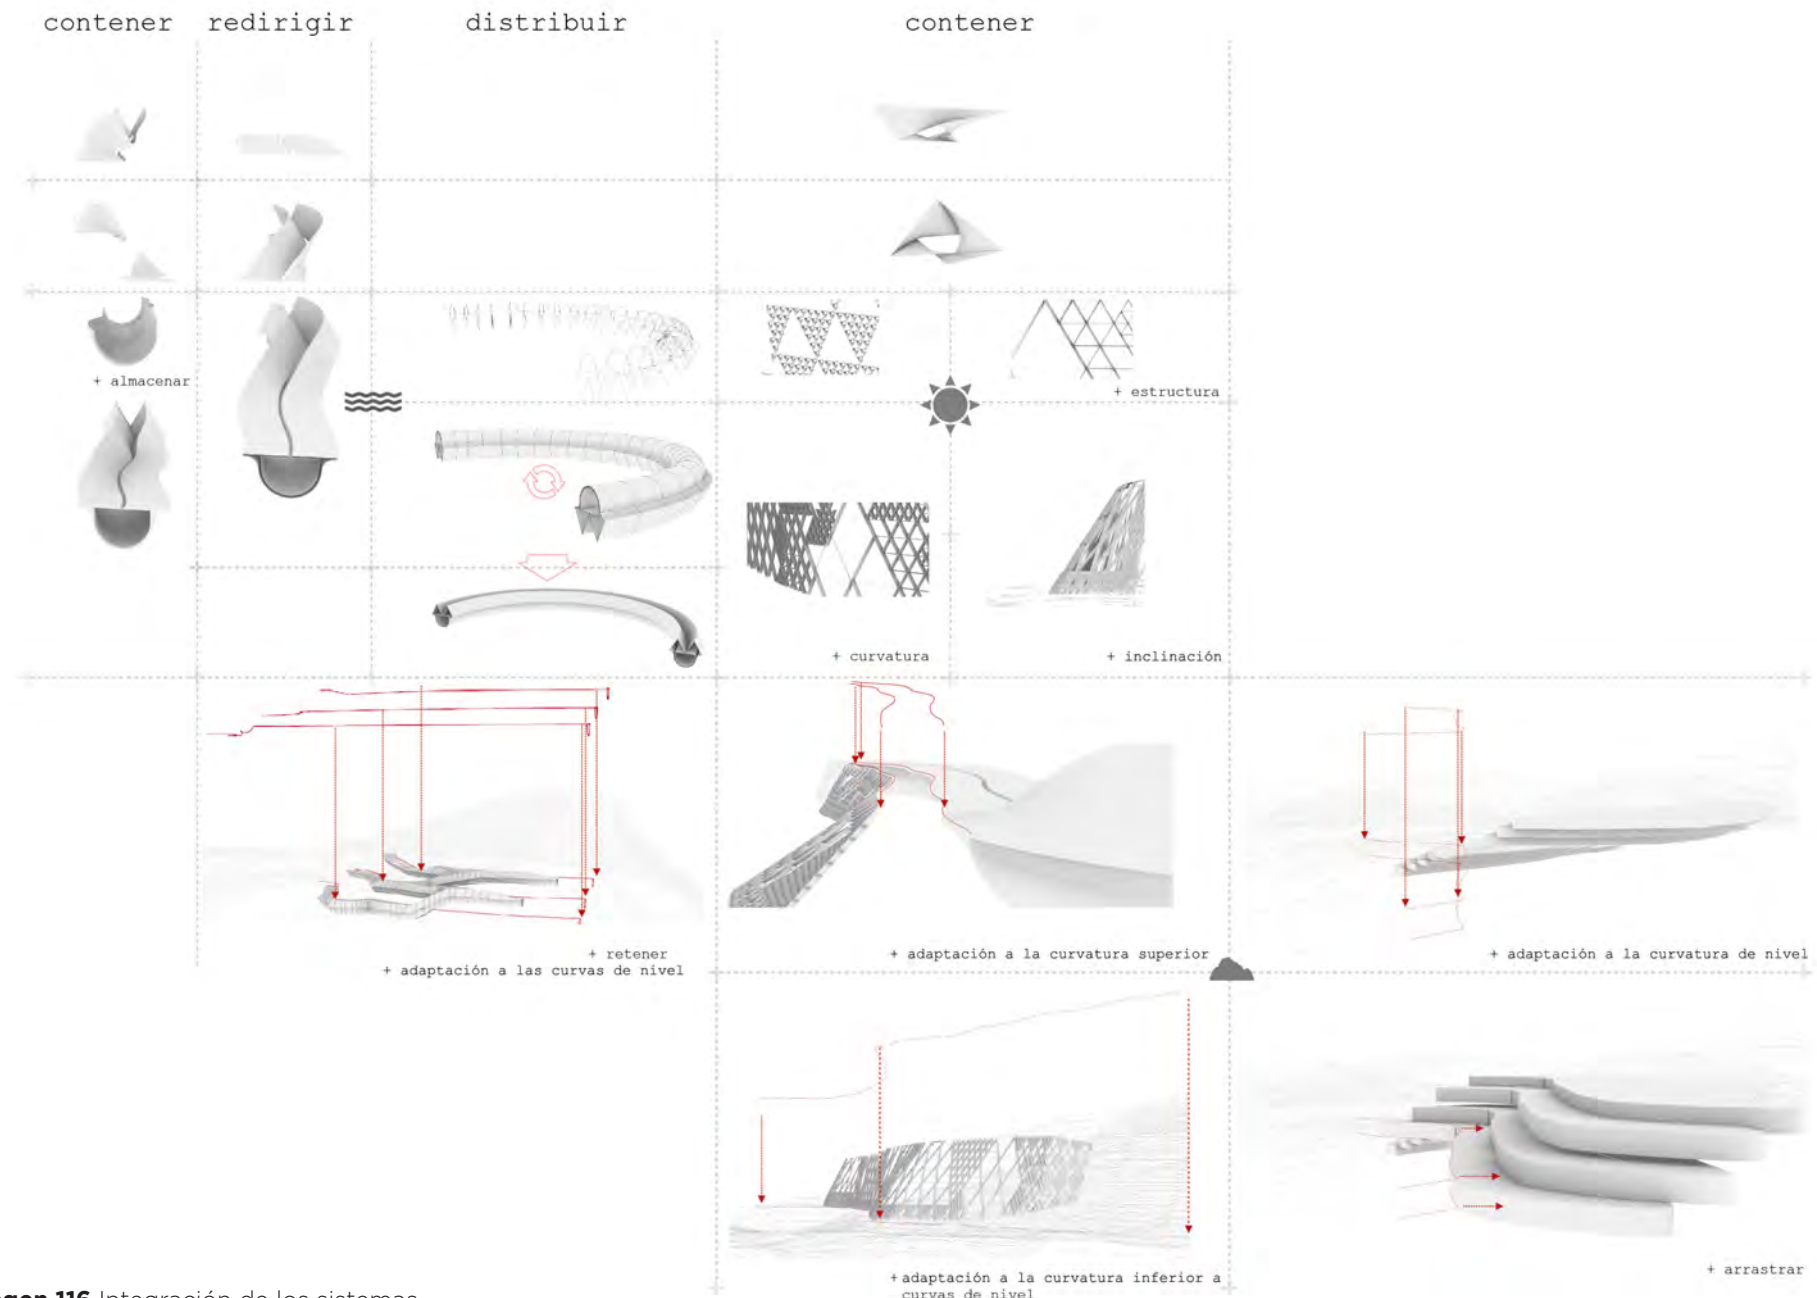 contener redirigir distribuir contener
+ almacenar
+ estructura
+ curvatura
+ inclinación
+ retener
+ adaptación a las curvas de nivel
+ adaptación a la curvatura superior
+ adaptación a la curvatura de nivel
+ adaptación a la curvatura inferior a
curvas de nivel
+ arrastrar
116 Integración de los sistemas